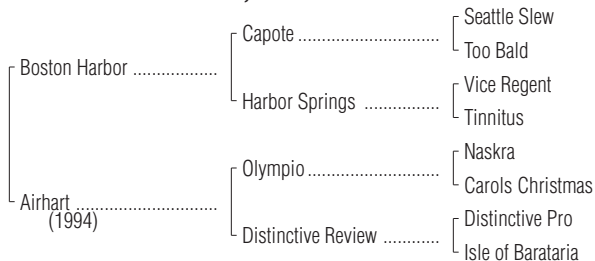 Seattle Slew
Capote ..............................
Too Bald
Boston Harbor ..................
Vice Regent
Harbor Springs ................
Tinnitus
Naskra
Olympio ............................
Carols Christmas
Airhart ..............................
(1994)
Distinctive Pro
Distinctive Review ............
Isle of Barataria